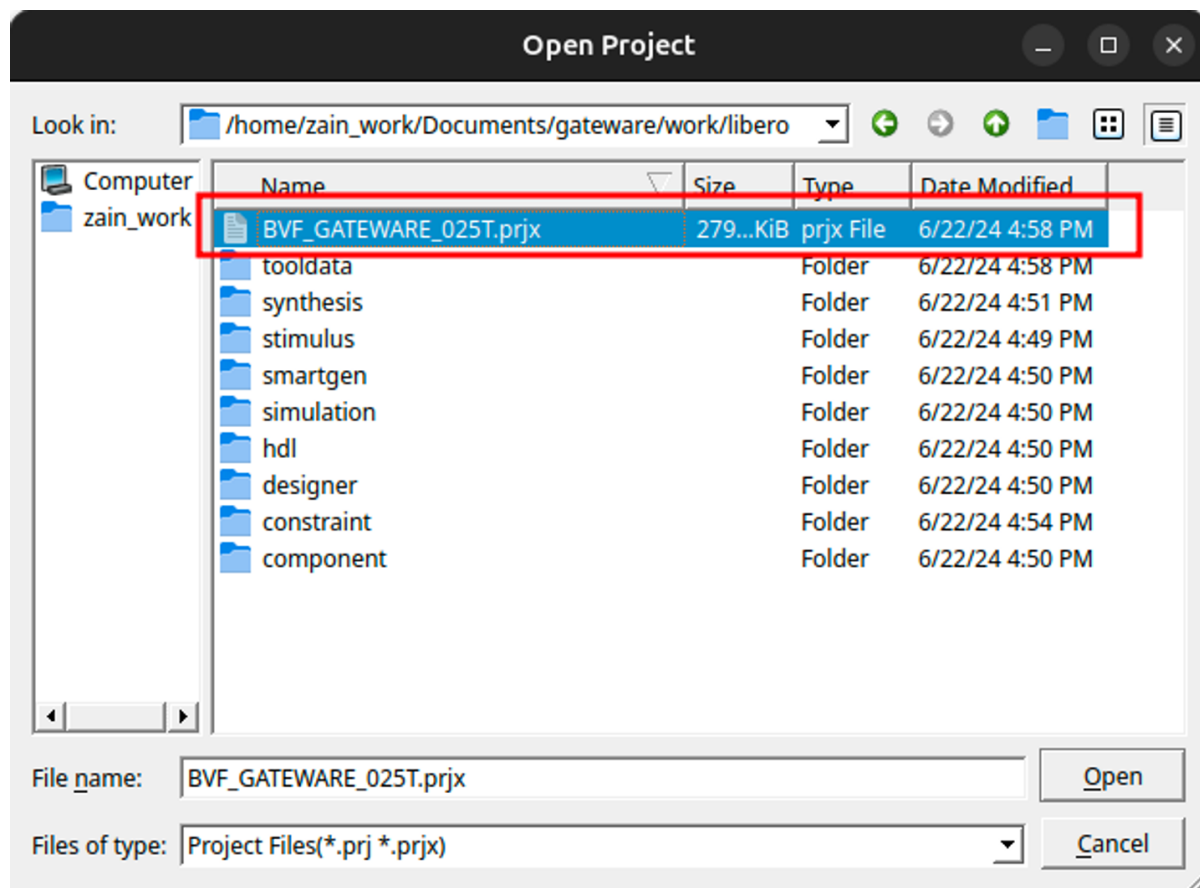 Open Project
Look in: /home/zain_work/Documents/gateware/work/libero
Computer
zain_work
Name Size Type Date Modified
BVF_GATEWARE_025T.prjx 279...KiB prjx File 6/22/24 4:58 PM
tooldata Folder 6/22/24 4:58 PM
synthesis Folder 6/22/24 4:51 PM
stimulus Folder 6/22/24 4:49 PM
smartgen Folder 6/22/24 4:50 PM
simulation Folder 6/22/24 4:50 PM
hdl Folder 6/22/24 4:50 PM
designer Folder 6/22/24 4:50 PM
constraint Folder 6/22/24 4:54 PM
component Folder 6/22/24 4:50 PM
File name: BVF_GATEWARE_025T.prjx Open
Files of type: Project Files(*.prj *.prjx) Cancel